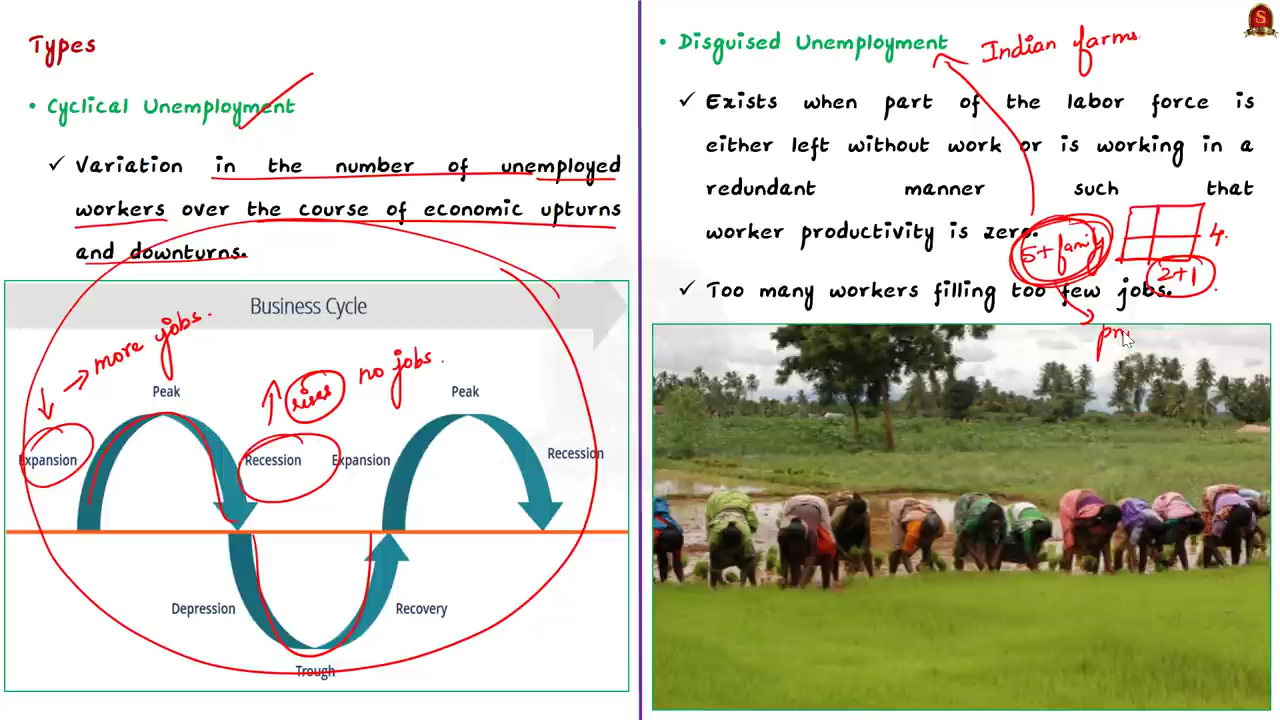 Types
• Cyclical Unemployment
✓ Variation in the number of unemployed
workers over the course of economic upturns
and downturns.
Business Cycle
→ more jobs.
↑ rises no jobs.
Peak
Peak
Expansion
Recession
Expansion
Recession
Depression
Recovery
Trough
• Disguised Unemployment
Indian farms
✓ Exists when part of the labor force is
either left without work or is working in a
redundant manner such that
worker productivity is zero.
5+ family
4.
2+1
✓ Too many workers filling too few jobs.
S